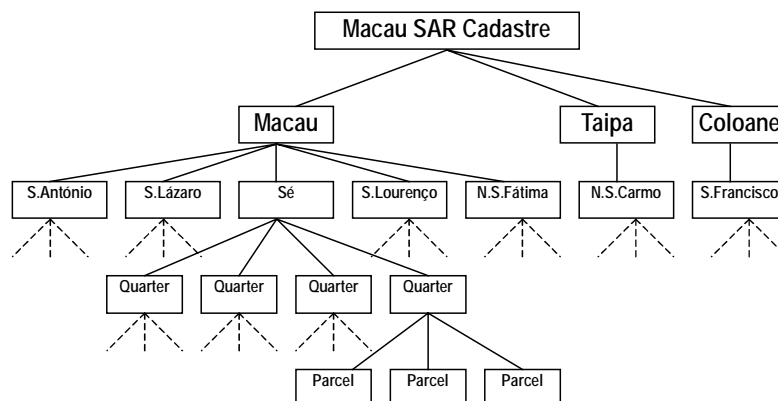 Macau SAR Cadastre
Macau
Taipa
Coloane
S.António
S.Lázaro
Sé
S.Lourenço
N.S.Fátima
N.S.Carmo
S.Francisco
Quarter
Quarter
Quarter
Quarter
Parcel
Parcel
Parcel